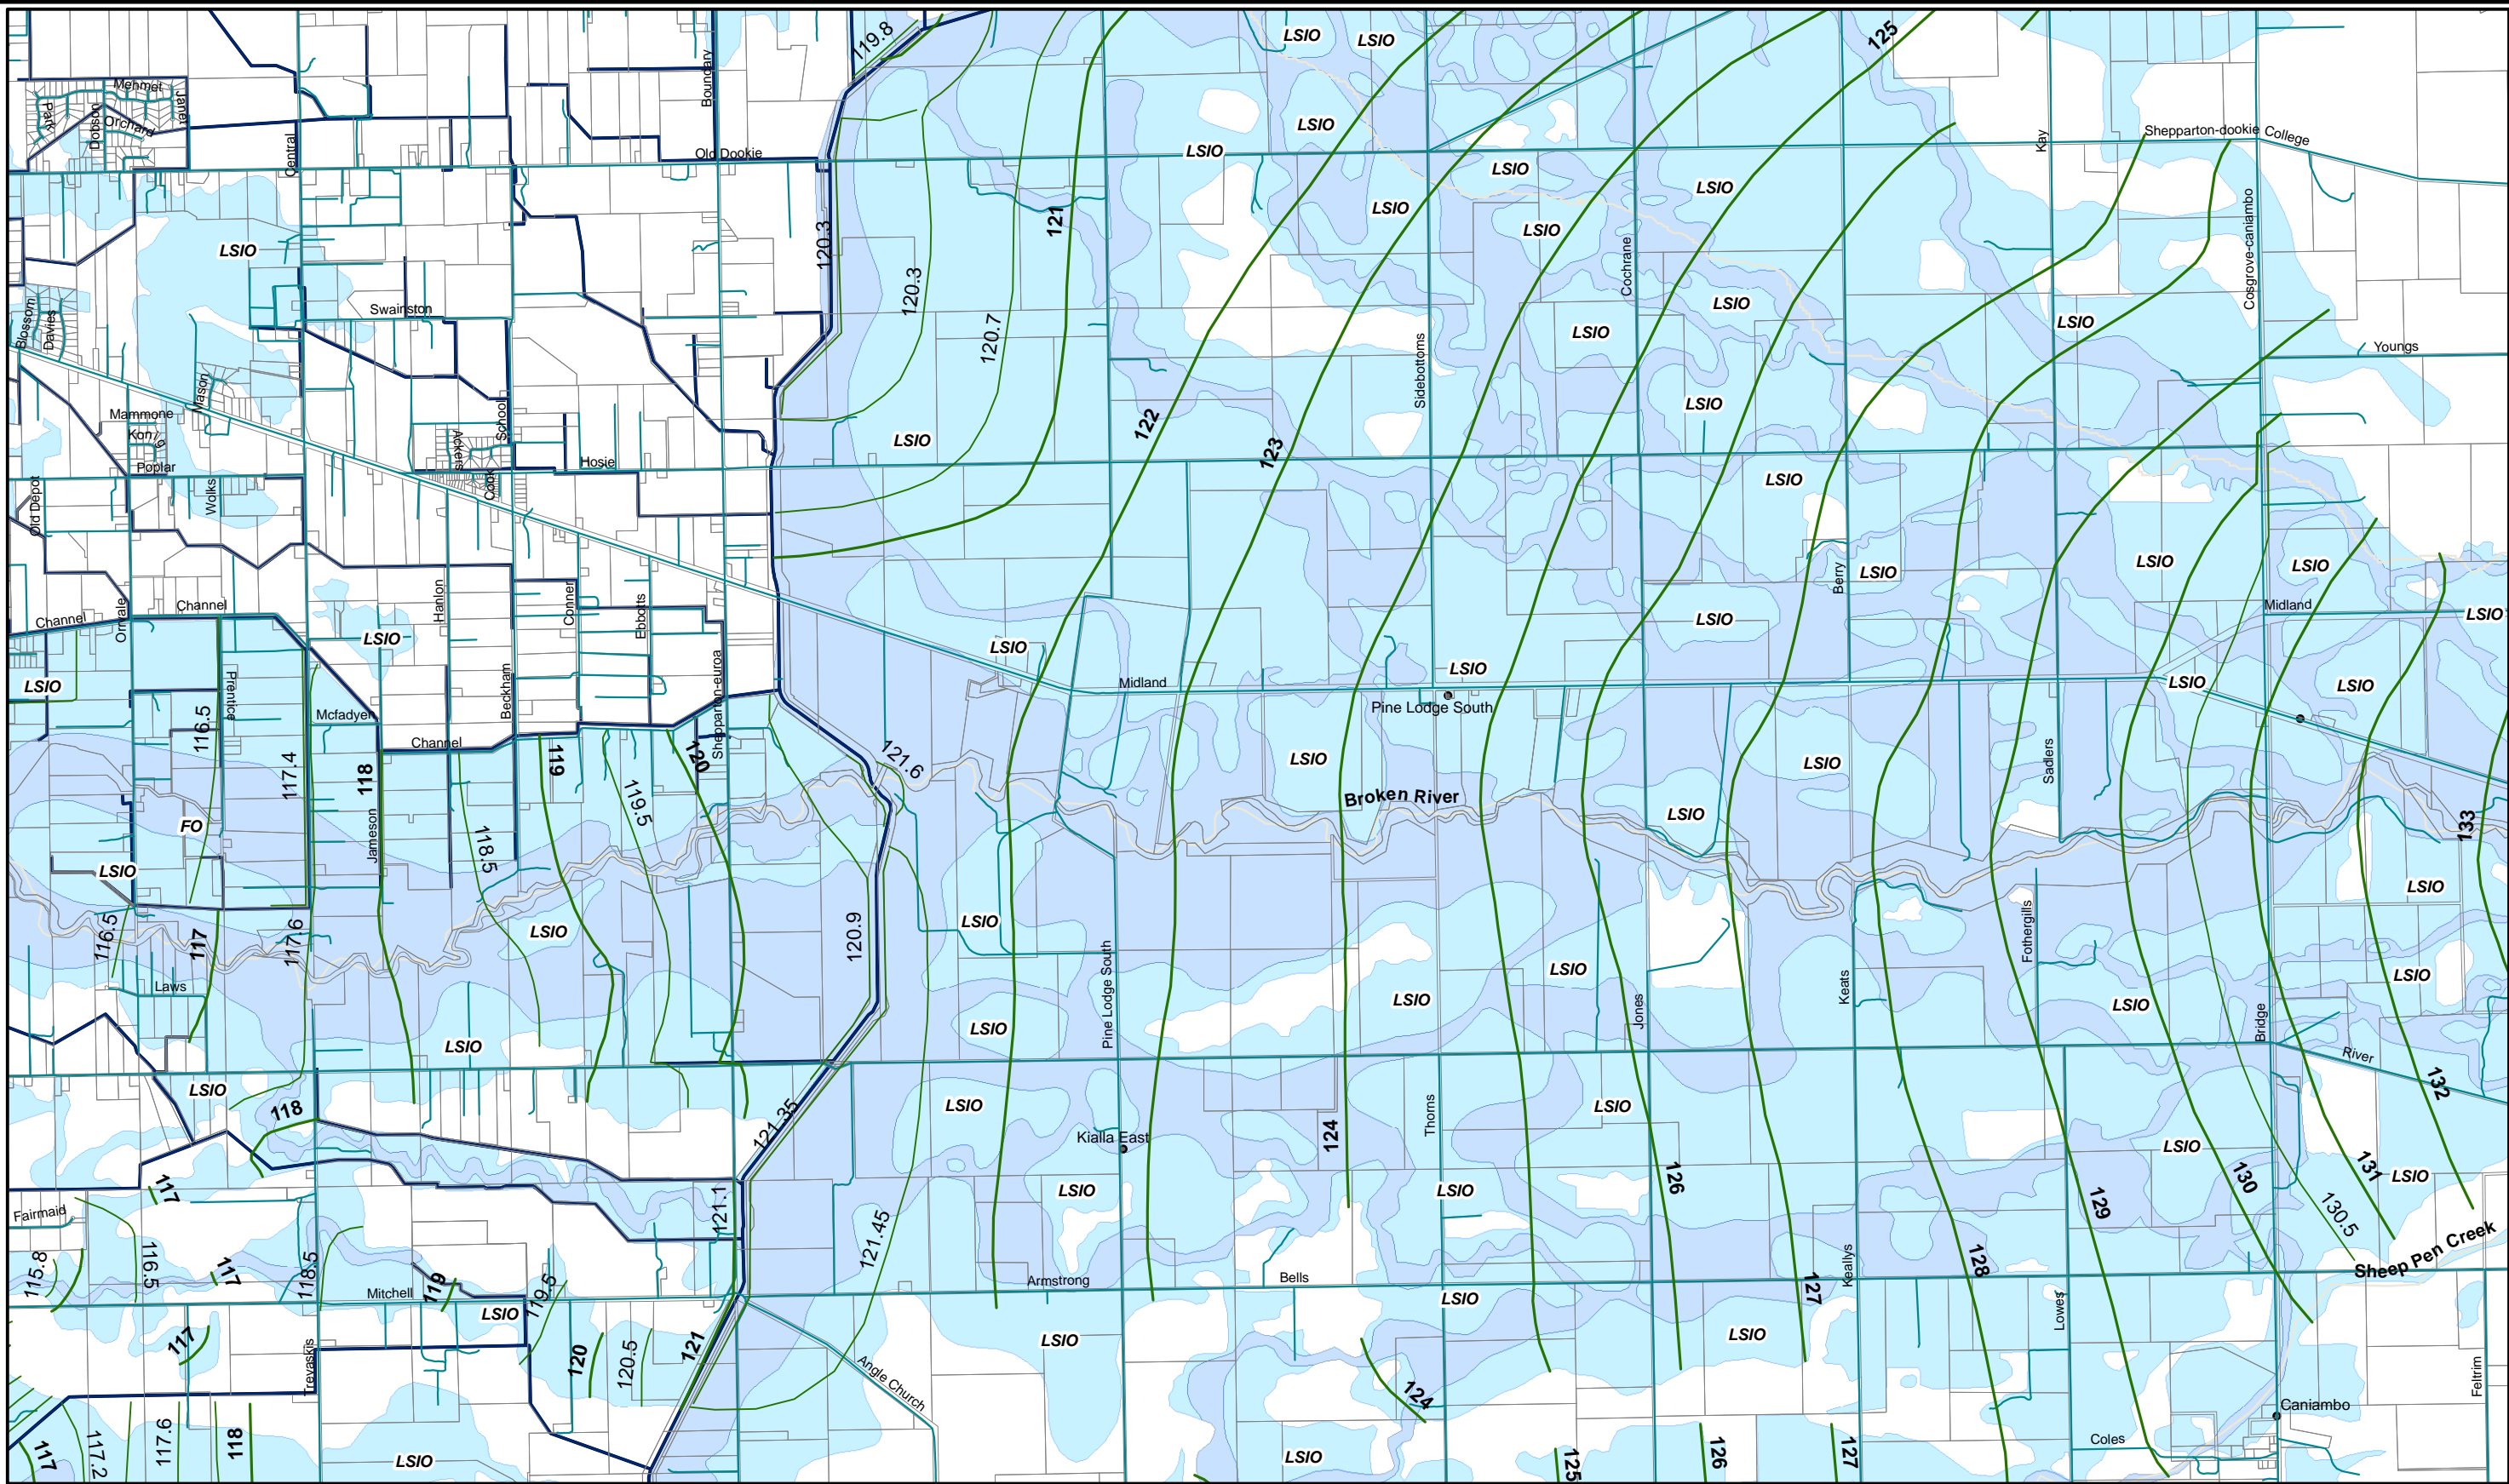 LSIO
LSIO
125
119.8
Boundary
Mehmet
Janet
Park
Dobson
Orchard
LSIO
Central
Old Dookie
LSIO
Kay
Shepparton-dookie
College
LSIO
LSIO
LSIO
121
LSIO
Cosgrove-caniambo
LSIO
120.3
LSIO
Cochrane
120.3
LSIO
Blossom
Davies
Swainston
120.7
LSIO
LSIO
Youngs
Sidebottoms
Mason
Mammone
LSIO
School
122
Kon
LSIO
Ackers
123
Poplar
Hosie
Cook
LSIO
Old Depot
Wolks
LSIO
LSIO
LSIO
Berry
Hanlon
Conner
Ebbotts
Midland
LSIO
Channel
Channel
Orrvale
LSIO
LSIO
LSIO
LSIO
LSIO
Midland
LSIO
LSIO
Prentice
Beckham
Shepparton-euroa
Pine Lodge South
Mcfadyen
116.5
Channel
117.4
118
119
120
121.6
LSIO
LSIO
Sadlers
119.5
Broken River
LSIO
FO
Jameson
118.5
133
LSIO
LSIO
116.5
117
117.6
LSIO
120.9
LSIO
Fothergills
Pine Lodge South
LSIO
LSIO
Laws
LSIO
Jones
Keats
LSIO
Bridge
LSIO
LSIO
River
LSIO
118
LSIO
121.35
LSIO
132
Kialla East
124
Thorns
LSIO
126
131
LSIO
117
LSIO
LSIO
130
129
130.5
Fairmaid
121.1
121.45
Sheep Pen Creek
115.8
116.5
117
118.5
119
Mitchell
119.5
LSIO
Armstrong
Bells
LSIO
127
Keallys
128
Lowes
117
120
120.5
121
LSIO
LSIO
Trevaskis
Angle Church
124
Feltrim
Caniambo
117
117.2
117.6
118
LSIO
LSIO
125
126
127
Coles